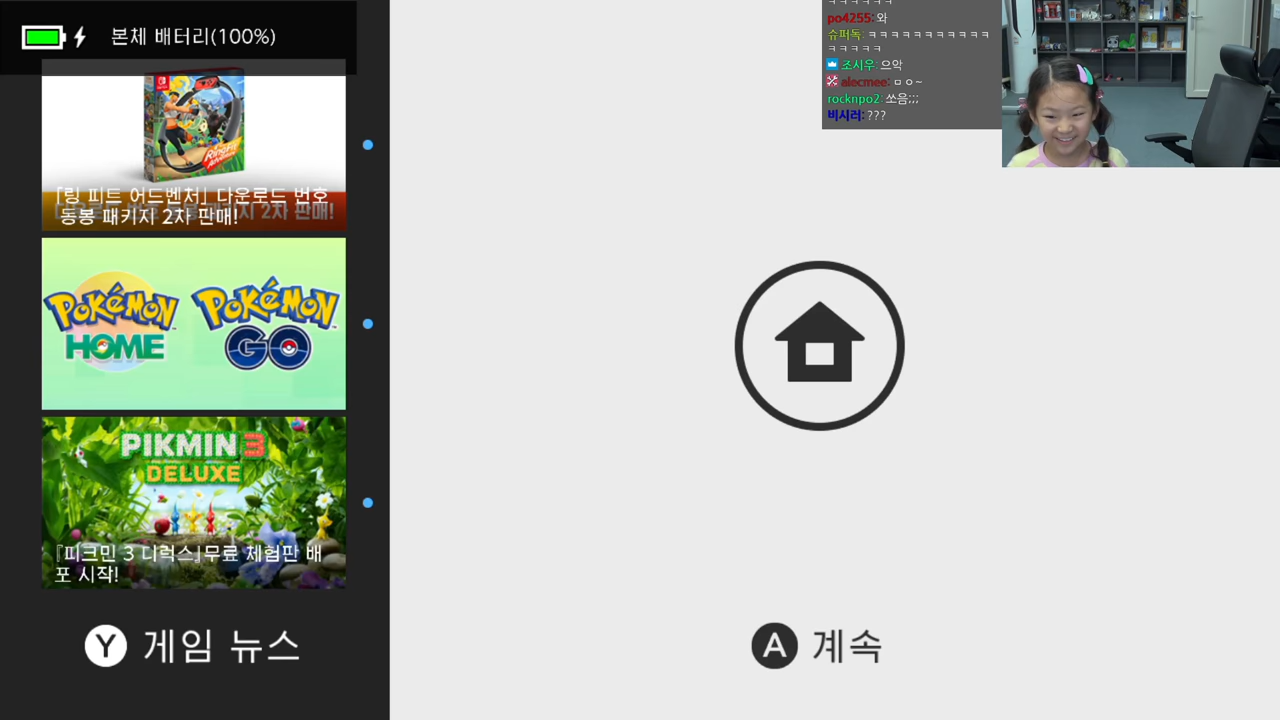 본체 배터리(100%)
Ring Fit
Adventure
「링 피트 어드벤처」 다운로드 번호
동봉 패키지 2차 판매!
POKÉMON
HOME
POKÉMON
GO
PIKMIN 3
DELUXE
『피크민 3 디럭스』무료 체험판 배
포 시작!
Y 게임 뉴스
A 계속
po4255: 와
슈퍼독: ㅋㅋㅋㅋㅋㅋㅋㅋㅋㅋㅋ
ㅋㅋㅋㅋㅋ
조시우: 으악
alecmee: ㅁㅇ~
rocknpo2: 쏘음;;;
비시러: ???